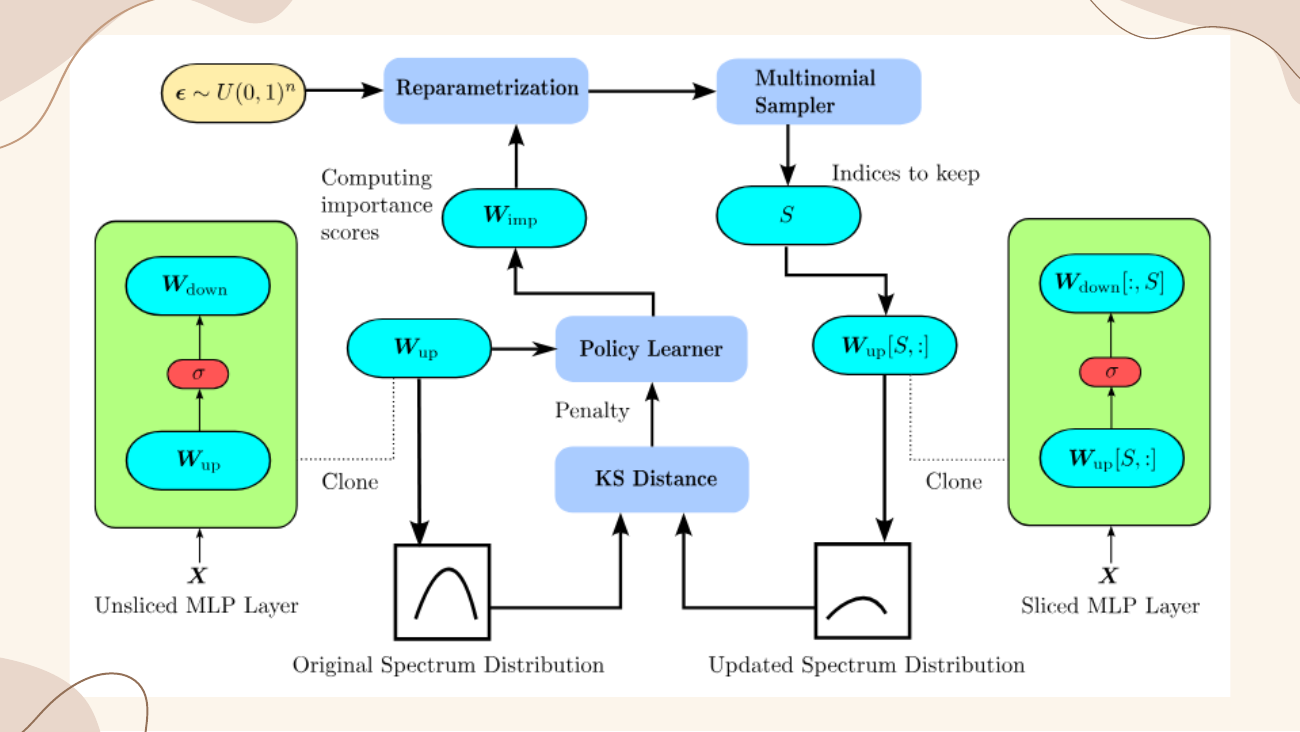 ϵ ∼ U(0,1)ⁿ
Reparametrization
Multinomial
Sampler
Computing
importance
scores
W_imp
Indices to keep
S
W_down
σ
W_up
X
Unsliced MLP Layer
W_up
Policy Learner
Penalty
KS Distance
Clone
W_up[S,:]
Clone
W_down[:,S]
σ
W_up[S,:]
X
Sliced MLP Layer
Original Spectrum Distribution
Updated Spectrum Distribution